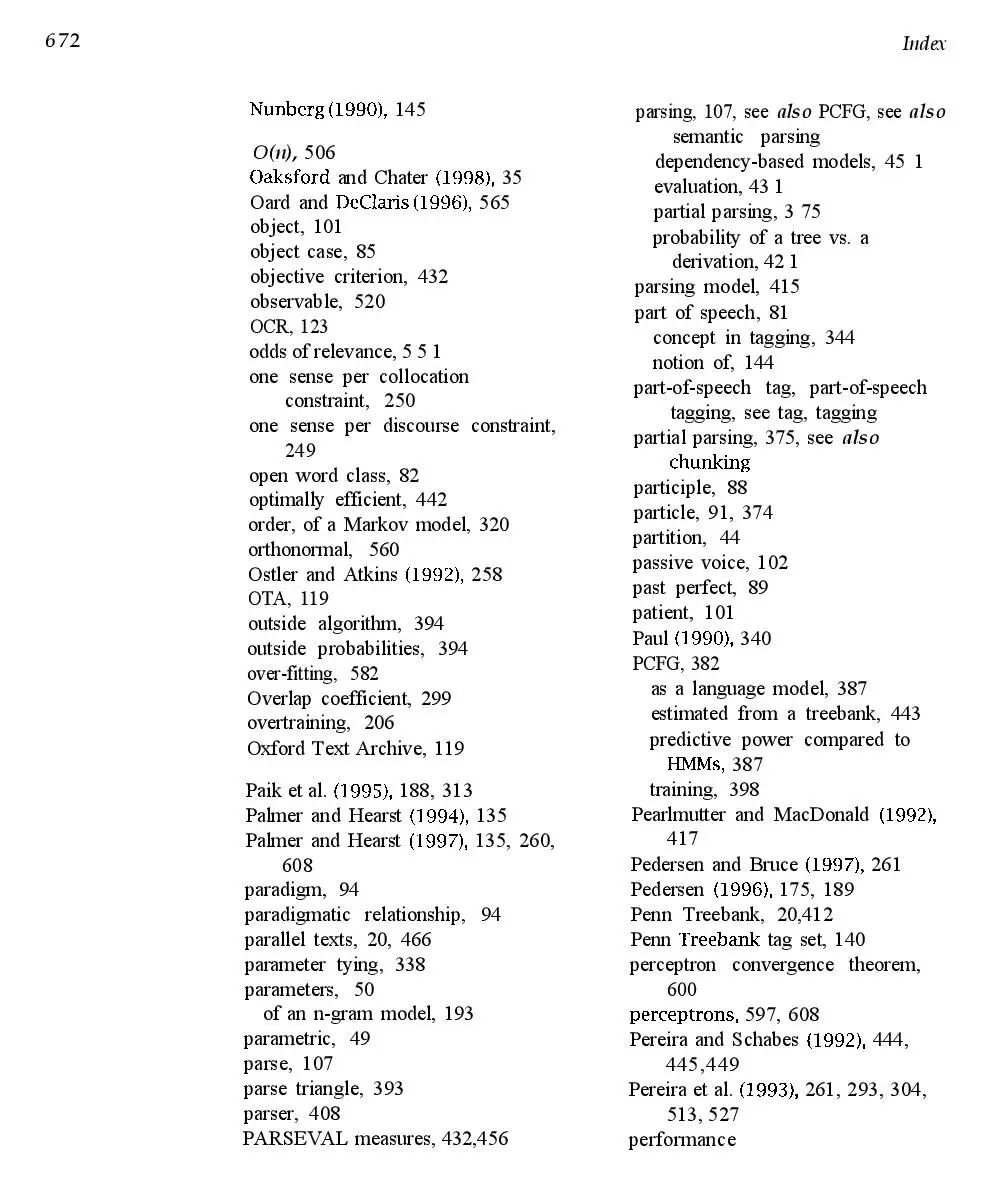 672
Index
Nunberg (1990), 145
O(n), 506
Oaksford and Chater (1998), 35
Oard and DeClaris (1996), 565
object, 101
object case, 85
objective criterion, 432
observable, 520
OCR, 123
odds of relevance, 5 5 1
one sense per collocation
constraint, 250
one sense per discourse constraint,
249
open word class, 82
optimally efficient, 442
order, of a Markov model, 320
orthonormal, 560
Ostler and Atkins (1992), 258
OTA, 119
outside algorithm, 394
outside probabilities, 394
over-fitting, 582
Overlap coefficient, 299
overtraining, 206
Oxford Text Archive, 119
Paik et al. (1995), 188, 313
Palmer and Hearst (1994), 135
Palmer and Hearst (1997), 135, 260,
608
paradigm, 94
paradigmatic relationship, 94
parallel texts, 20, 466
parameter tying, 338
parameters, 50
of an n-gram model, 193
parametric, 49
parse, 107
parse triangle, 393
parser, 408
PARSEVAL measures, 432,456
parsing, 107, see also PCFG, see also
semantic parsing
dependency-based models, 45 1
evaluation, 43 1
partial parsing, 3 75
probability of a tree vs. a
derivation, 42 1
parsing model, 415
part of speech, 81
concept in tagging, 344
notion of, 144
part-of-speech tag, part-of-speech
tagging, see tag, tagging
partial parsing, 375, see also
chunking
participle, 88
particle, 91, 374
partition, 44
passive voice, 102
past perfect, 89
patient, 101
Paul (1990), 340
PCFG, 382
as a language model, 387
estimated from a treebank, 443
predictive power compared to
HMMs, 387
training, 398
Pearlmutter and MacDonald (1992),
417
Pedersen and Bruce (1997), 261
Pedersen (1996), 175, 189
Penn Treebank, 20,412
Penn Treebank tag set, 140
perceptron convergence theorem,
600
perceptrons, 597, 608
Pereira and Schabes (1992), 444,
445,449
Pereira et al. (1993), 261, 293, 304,
513, 527
performance